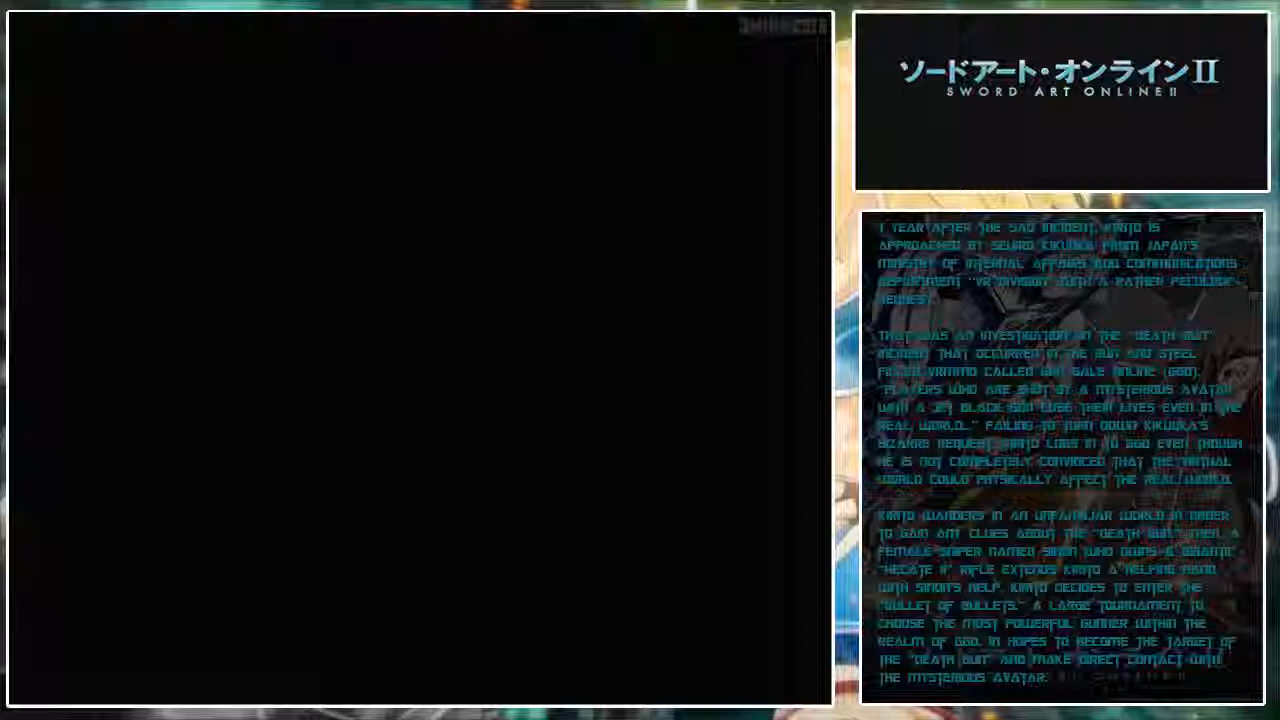 ソードアート・オンラインII
SWORD ART ONLINE II
1 YEAR AFTER THE SAO INCIDENT, KIRITO IS
APPROACHED BY SEIJIRO KIKUOKA FROM JAPAN'S
MINISTRY OF INTERNAL AFFAIRS AND COMMUNICATIONS
DEPARTMENT "VR DIVISION" WITH A RATHER PECULIAR
REQUEST.
THAT WAS AN INVESTIGATION ON THE "DEATH GUN"
INCIDENT THAT OCCURRED IN THE GUN AND STEEL
FILLED VRMMO CALLED GUN GALE ONLINE (GGO).
"PLAYERS WHO ARE SHOT BY A MYSTERIOUS AVATAR
WITH A JET BLACK GUN LOSE THEIR LIVES EVEN IN THE
REAL WORLD..." FAILING TO TURN DOWN KIKUOKA'S
BIZARRE REQUEST, KIRITO LOGS IN TO GGO EVEN THOUGH
HE IS NOT COMPLETELY CONVINCED THAT THE VIRTUAL
WORLD COULD PHYSICALLY AFFECT THE REAL WORLD.
KIRITO WANDERS IN AN UNFAMILIAR WORLD IN ORDER
TO GAIN ANY CLUES ABOUT THE "DEATH GUN." THEN, A
FEMALE SNIPER NAMED SINON WHO OWNS A GIGANTIC
"HECATE II" RIFLE EXTENDS KIRITO A HELPING HAND.
WITH SINON'S HELP, KIRITO DECIDES TO ENTER THE
"BULLET OF BULLETS," A LARGE TOURNAMENT TO
CHOOSE THE MOST POWERFUL GUNNER WITHIN THE
REALM OF GGO, IN HOPES TO BECOME THE TARGET OF
THE "DEATH GUN" AND MAKE DIRECT CONTACT WITH
THE MYSTERIOUS AVATAR.